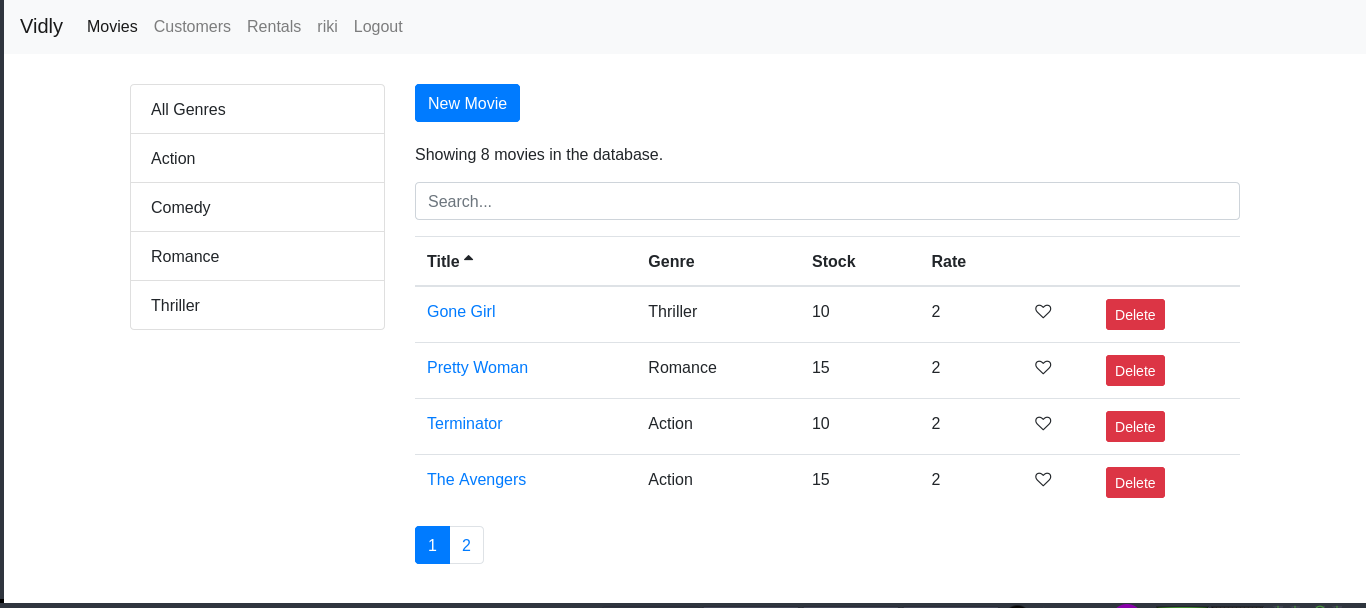 Vidly Movies Customers Rentals riki Logout
All Genres
Action
Comedy
Romance
Thriller
New Movie
Showing 8 movies in the database.
Search...
Title Genre Stock Rate
Gone Girl Thriller 10 2 Delete
Pretty Woman Romance 15 2 Delete
Terminator Action 10 2 Delete
The Avengers Action 15 2 Delete
1 2